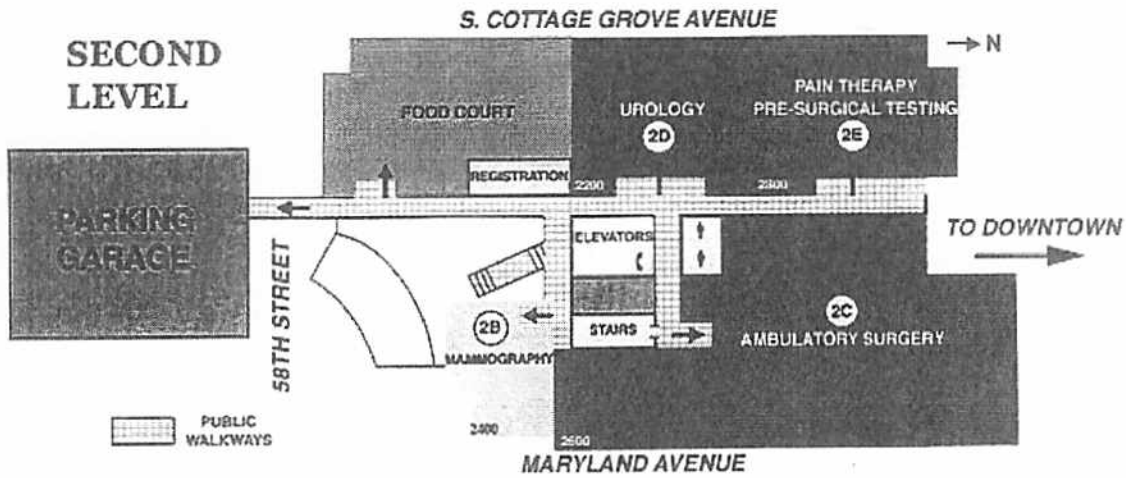 S. COTTAGE GROVE AVENUE
SECOND
LEVEL
N
FOOD COURT
UROLOGY
2D
PAIN THERAPY
PRE-SURGICAL TESTING
2E
REGISTRATION
2200
2300
PARKING
GARAGE
58TH STREET
ELEVATORS
TO DOWNTOWN
2B
MAMMOGRAPHY
STAIRS
2C
AMBULATORY SURGERY
PUBLIC
WALKWAYS
2400
2600
MARYLAND AVENUE